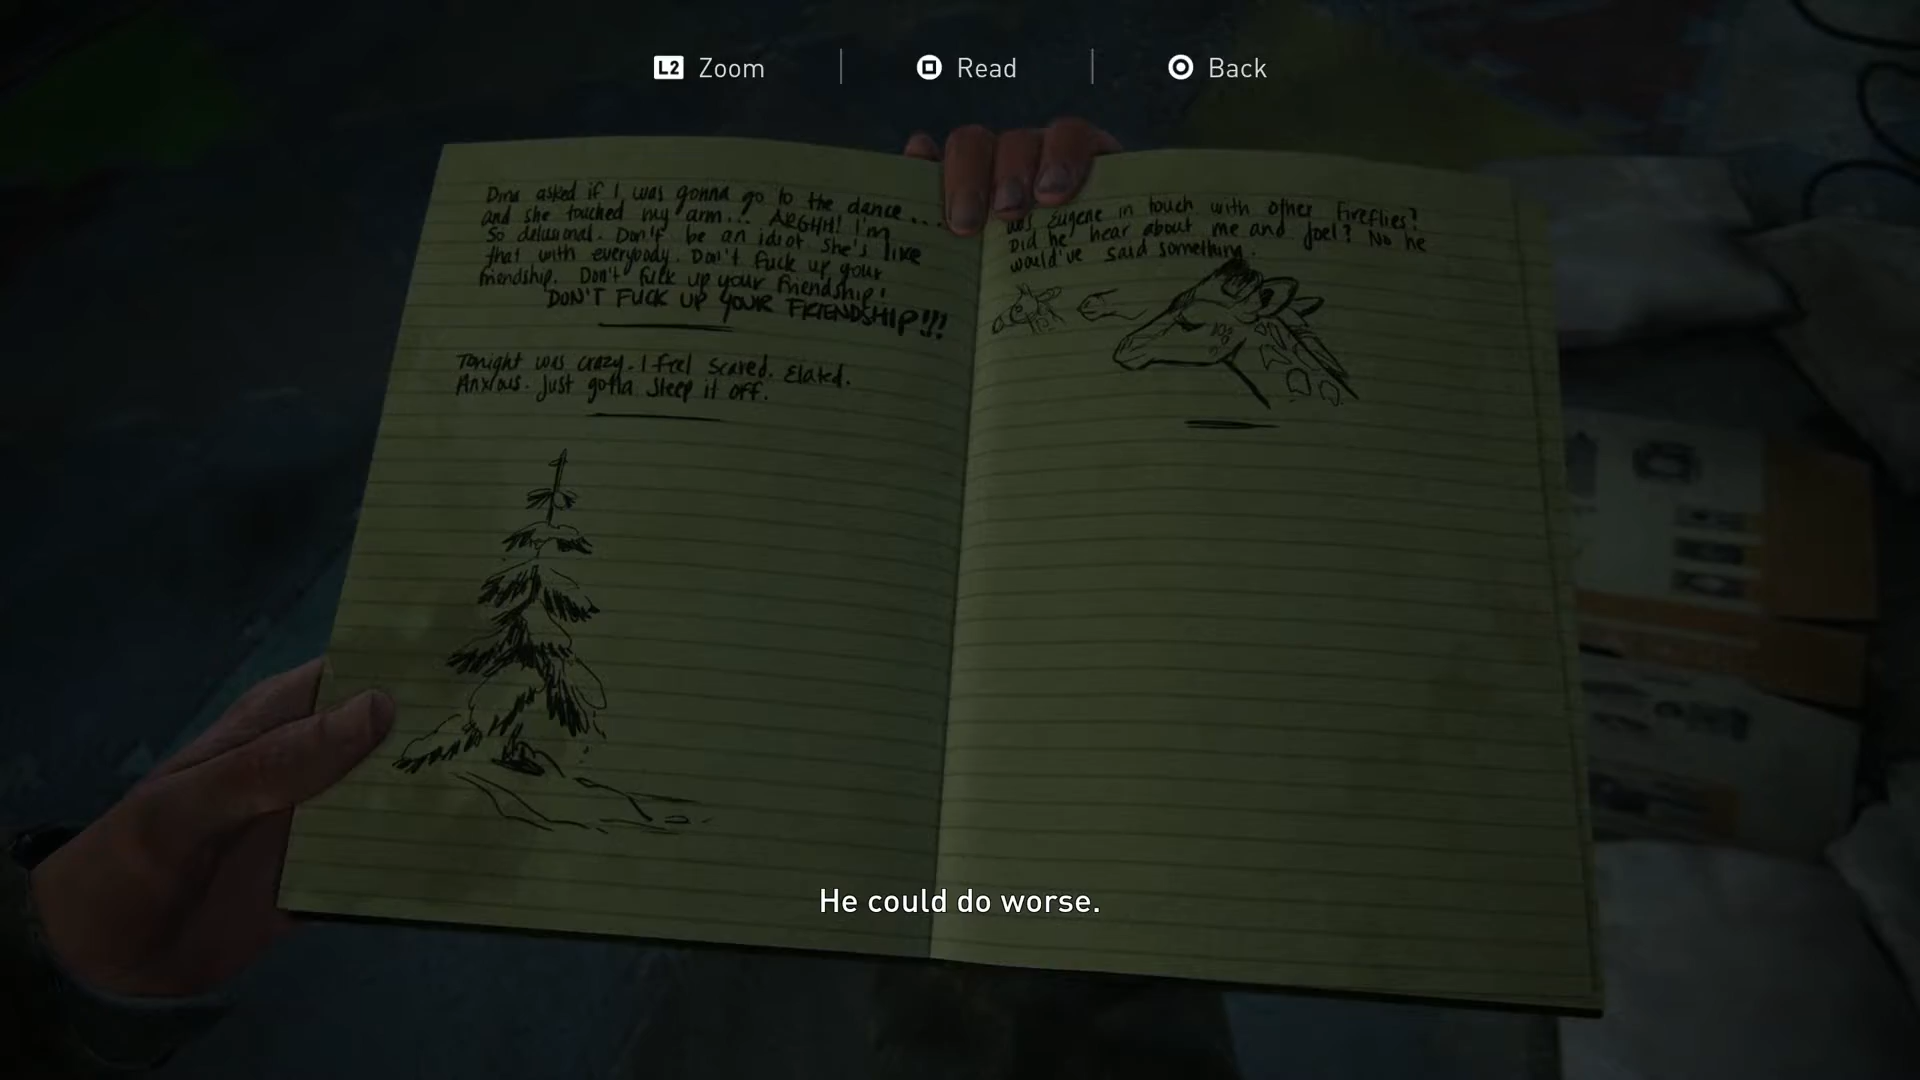 L2 Zoom
Read
Back
Dina asked if I was gonna go to the dance...
and she touched my arm... ARGHH! I'm
so delusional. Don't be an idiot she's like
that with everybody. Don't fuck up your
friendship. Don't fuck up your friendship!
DON'T FUCK UP YOUR FRIENDSHIP!!!
Tonight was crazy. I feel scared. Elated.
Anxious. Just gotta sleep it off.
Was Eugene in touch with other Fireflies?
Did he hear about me and Joel? No he
would've said something.
He could do worse.